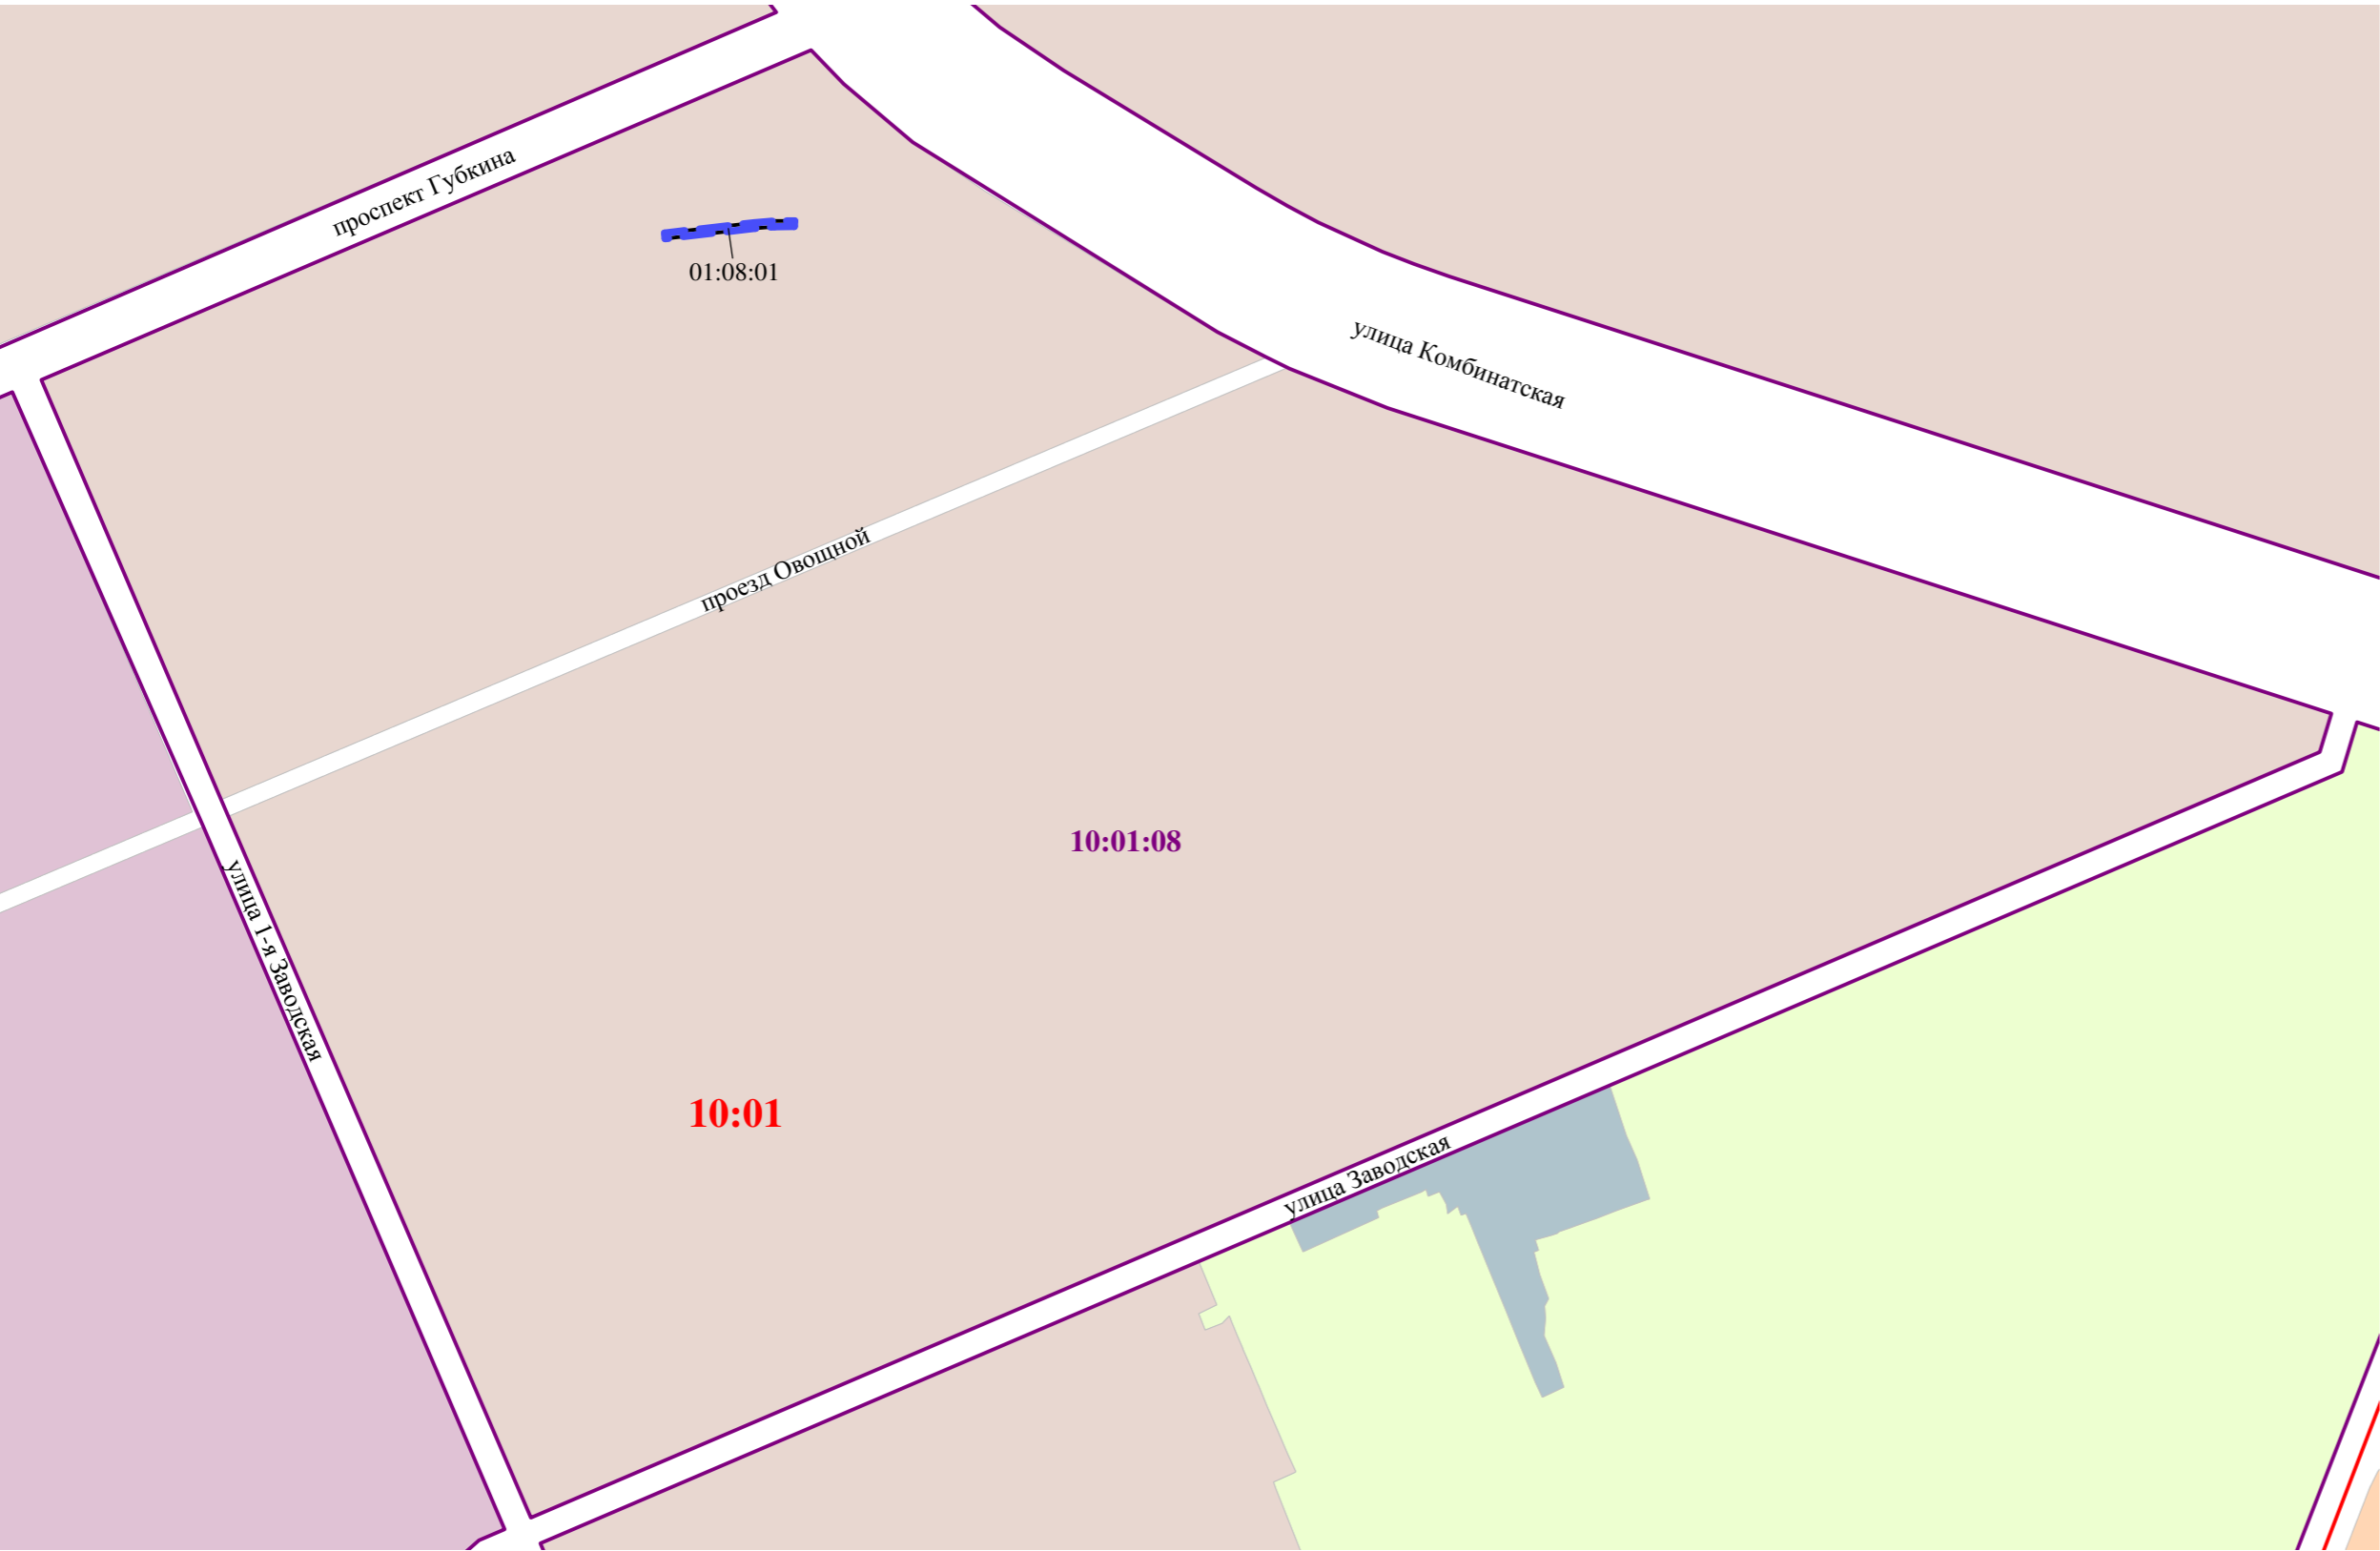 проспект Губкина
01:08:01
улица Комбинатская
проезд Овощной
10:01:08
улица 1-я Заводская
10:01
улица Заводская